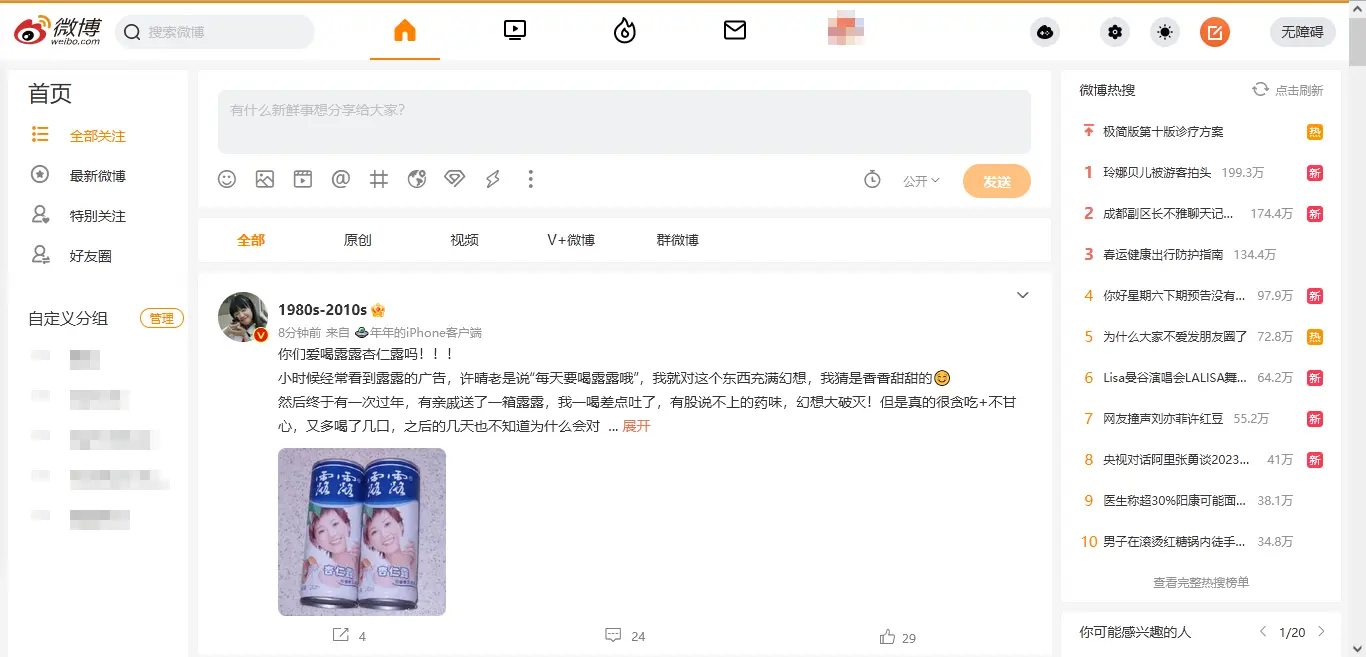 微博
weibo.com
搜索微博
无障碍
首页
全部关注
最新微博
特别关注
好友圈
自定义分组
管理
有什么新鲜事想分享给大家?
公开
发送
全部
原创
视频
V+微博
群微博
1980s-2010s
8分钟前 来自 年年的iPhone客户端
你们爱喝露露杏仁露吗!!!
小时候经常看到露露的广告,许晴老是说“每天要喝露露哦”,我就对这个东西充满幻想,我猜是香香甜甜的
然后终于有一次过年,有亲戚送了一箱露露,我一喝差点吐了,有股说不上的药味,幻想大破灭!但是真的很贪吃+不甘
心,又多喝了几口,之后的几天也不知道为什么会对 ... 展开
露露 露露
杏仁露 杏仁露
4
24
29
微博热搜
点击刷新
极简版第十版诊疗方案 热
1 玲娜贝儿被游客拍头 199.3万 新
2 成都副区长不雅聊天记... 174.4万 新
3 春运健康出行防护指南 134.4万
4 你好星期六下期预告没有... 97.9万 新
5 为什么大家不爱发朋友圈了 72.8万 热
6 Lisa曼谷演唱会LALISA舞... 64.2万 新
7 网友撞声刘亦菲许红豆 55.2万 新
8 央视对话阿里张勇谈2023... 41万 新
9 医生称超30%阳康可能面... 38.1万
10 男子在滚烫红糖锅内徒手... 34.8万
查看完整热搜榜单
你可能感兴趣的人
1/20